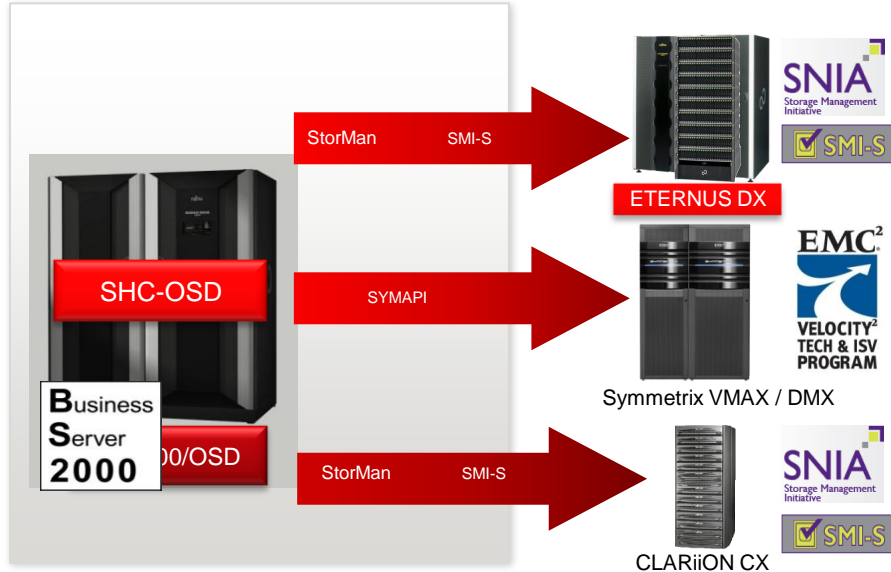 StorMan SMI-S
SNIA
Storage Management
Initiative
SMI-S
ETERNUS DX
SHC-OSD
SYMAPI
EMC²
VELOCITY²
TECH & ISV
PROGRAM
Symmetrix VMAX / DMX
Business
Server
2000
00/OSD
StorMan SMI-S
SNIA
Storage Management
Initiative
SMI-S
CLARiiON CX